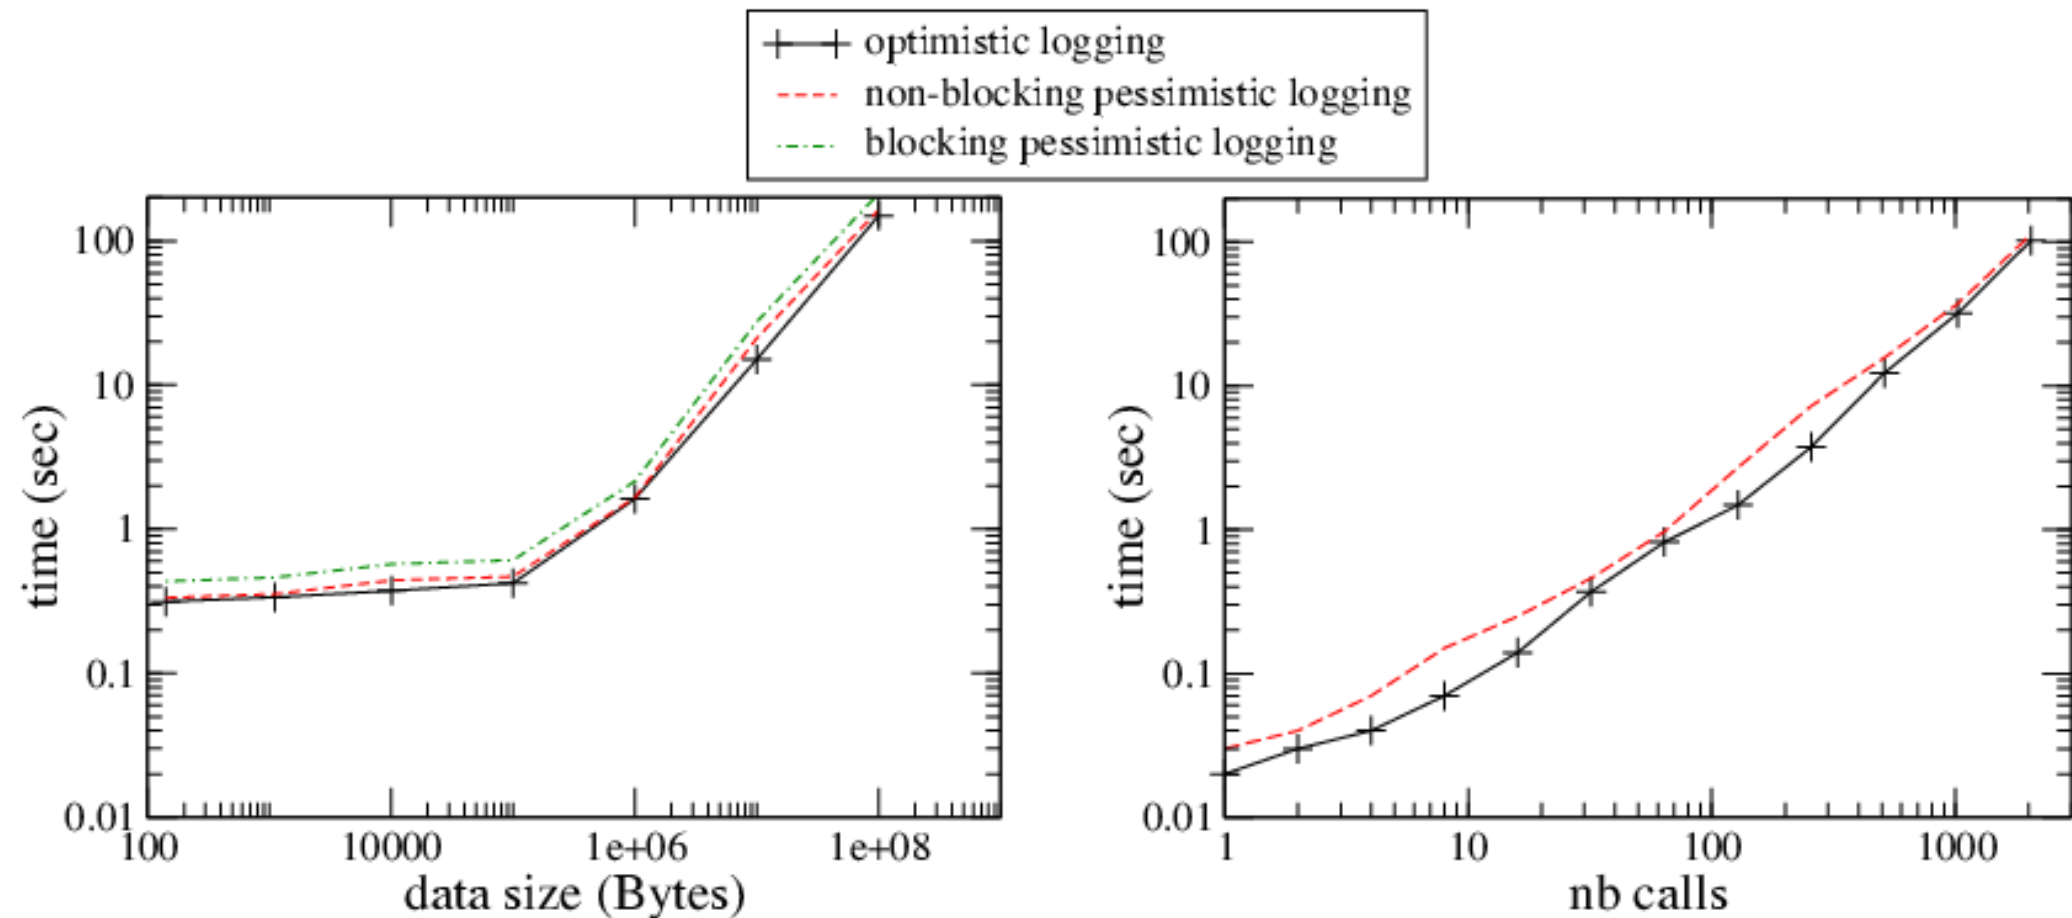 optimistic logging
non-blocking pessimistic logging
blocking pessimistic logging
100
10
1
0.1
0.01
time (sec)
100 10000 1e+06 1e+08
data size (Bytes)
100
10
1
0.1
0.01
time (sec)
1 10 100 1000
nb calls